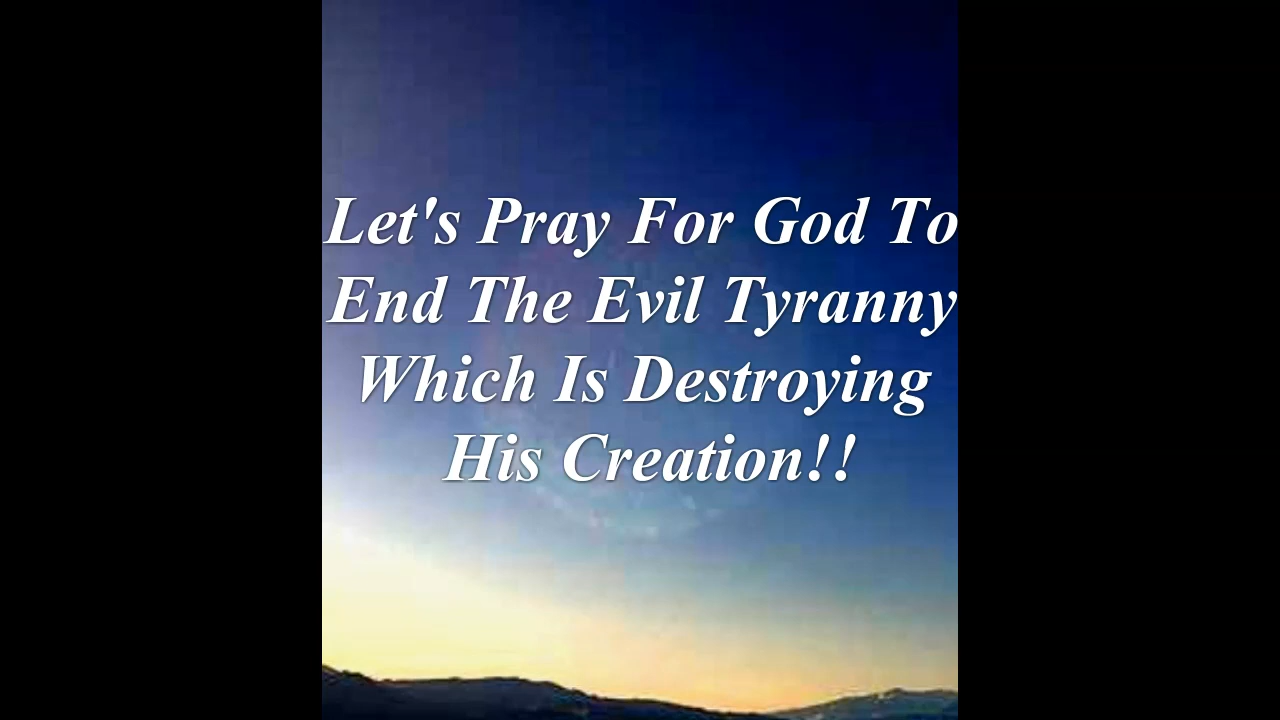 Let's Pray For God To
End The Evil Tyranny
Which Is Destroying
His Creation!!